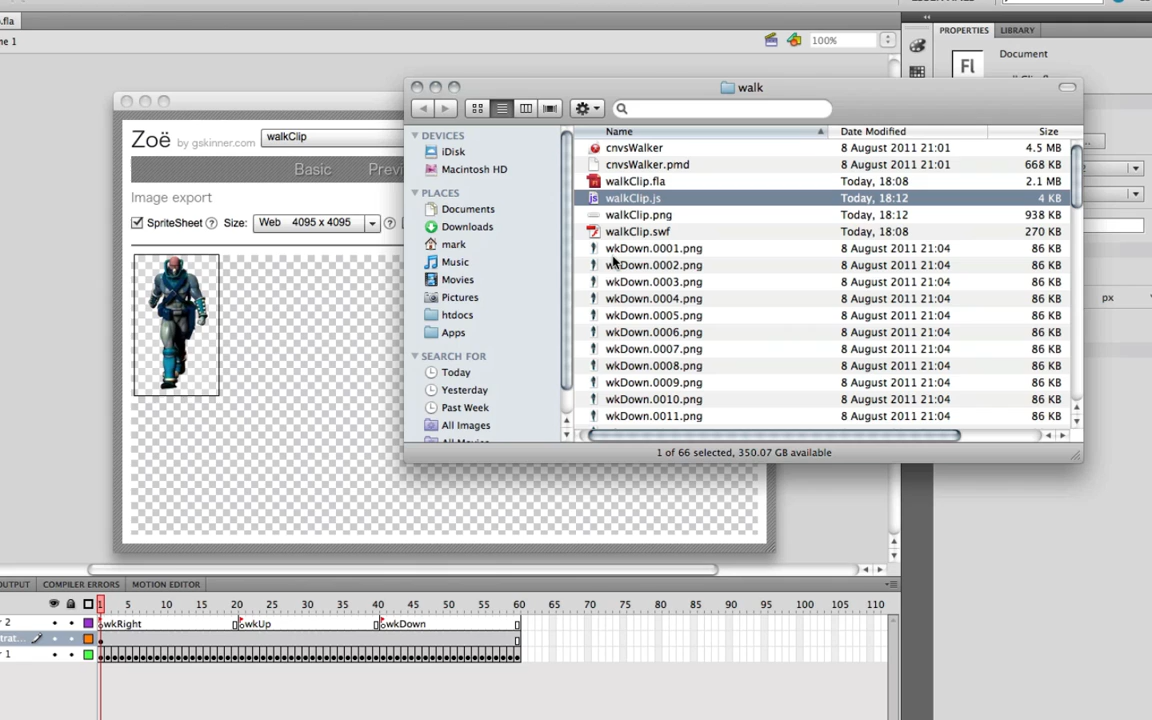 .fla
100%
PROPERTIES LIBRARY
ne 1
Fl
Document
walk
Zoë by gskinner.com walkClip
Basic Previ
Image export
SpriteSheet ? Size: Web 4095 x 4095 ?
DEVICES
iDisk
Macintosh HD
PLACES
Documents
Downloads
mark
Music
Movies
Pictures
htdocs
Apps
SEARCH FOR
Today
Yesterday
Past Week
All Images
Name Date Modified Size
cnvsWalker 8 August 2011 21:01 4.5 MB
cnvsWalker.pmd 8 August 2011 21:01 668 KB
walkClip.fla Today, 18:08 2.1 MB
walkClip.js Today, 18:12 4 KB
walkClip.png Today, 18:12 938 KB
walkClip.swf Today, 18:08 270 KB
wkDown.0001.png 8 August 2011 21:04 86 KB
wkDown.0002.png 8 August 2011 21:04 86 KB
wkDown.0003.png 8 August 2011 21:04 86 KB
wkDown.0004.png 8 August 2011 21:04 86 KB
wkDown.0005.png 8 August 2011 21:04 86 KB
wkDown.0006.png 8 August 2011 21:04 86 KB
wkDown.0007.png 8 August 2011 21:04 86 KB
wkDown.0008.png 8 August 2011 21:04 86 KB
wkDown.0009.png 8 August 2011 21:04 86 KB
wkDown.0010.png 8 August 2011 21:04 86 KB
wkDown.0011.png 8 August 2011 21:04 86 KB
1 of 66 selected, 350.07 GB available
px
OUTPUT COMPILER ERRORS MOTION EDITOR
1 5 10 15 20 25 30 35 40 45 50 55 60 65 70 75 80 85 90 95 100 105 110
r 2 wkRight wkUp wkDown
trat...
r 1